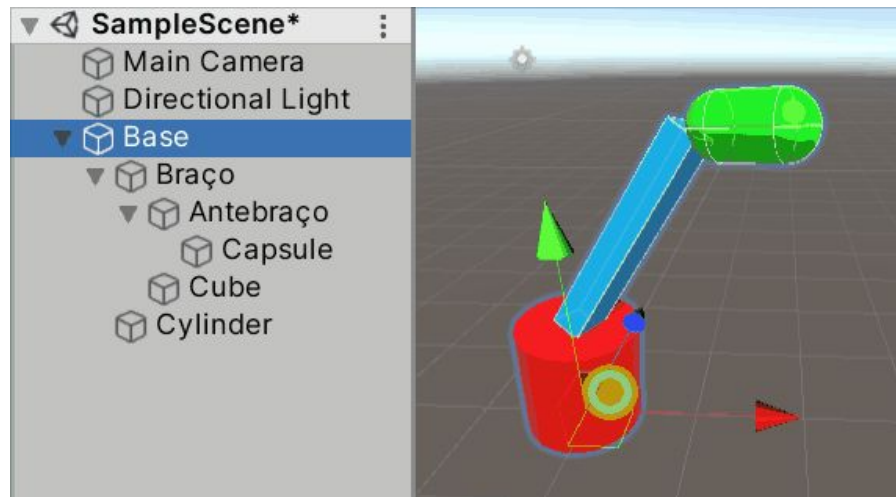 SampleScene*
Main Camera
Directional Light
Base
Braço
Antebraço
Capsule
Cube
Cylinder